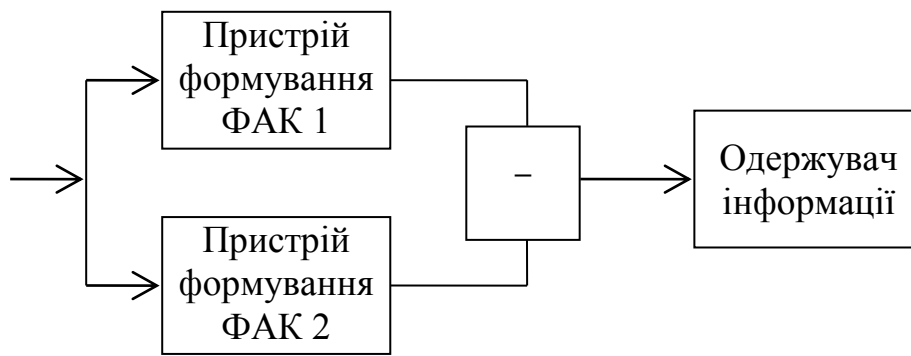 Пристрій
формування
ФАК 1
–
Одержувач
інформації
Пристрій
формування
ФАК 2